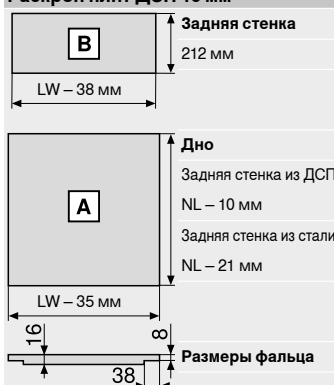 B
Задняя стенка
212 мм
LW – 38 мм
A
Дно
Задняя стенка из ДСП
NL – 10 мм
Задняя стенка из стали
NL – 21 мм
LW – 35 мм
16
8
38
Размеры фальца